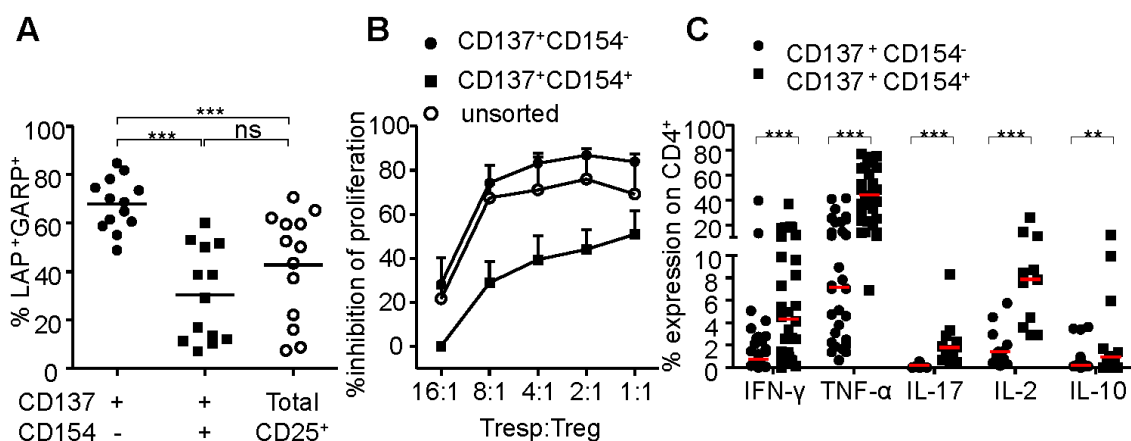 A
% LAP⁺GARP⁺
***
***
ns
100
80
60
40
20
0
CD137 + + Total
CD154 - + CD25⁺
B
CD137⁺CD154⁻
CD137⁺CD154⁺
unsorted
%inhibition of proliferation
100
80
60
40
20
0
16:1 8:1 4:1 2:1 1:1
Tresp:Treg
C
CD137⁺CD154⁻
CD137⁺CD154⁺
% expression on CD4⁺
*** *** *** *** **
80
60
40
20
10
8
6
4
2
0
IFN-γ TNF-α IL-17 IL-2 IL-10